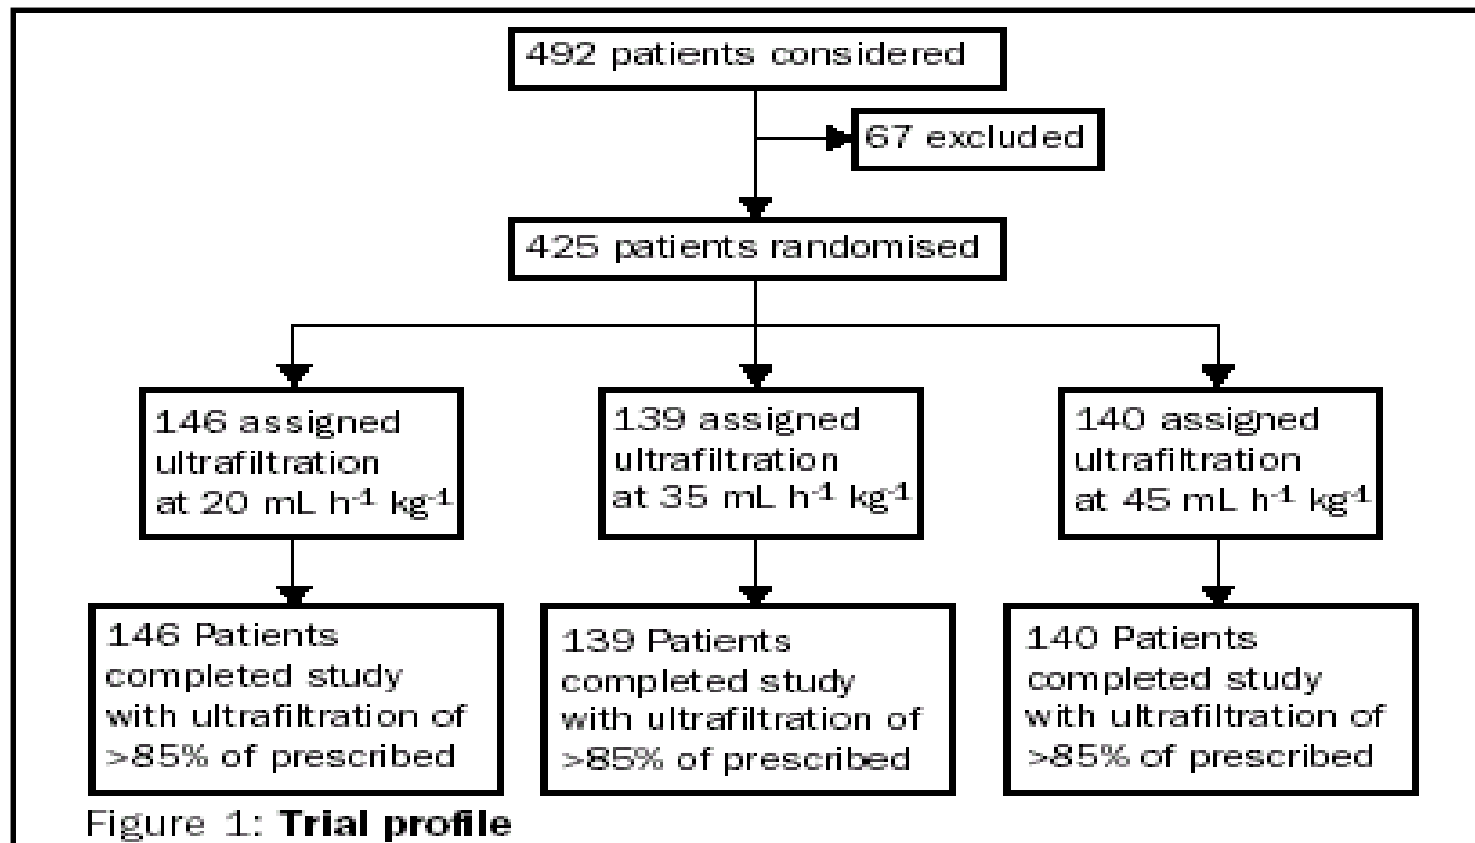 492 patients considered
67 excluded
425 patients randomised
146 assigned
ultrafiltration
at 20 mL h⁻¹ kg⁻¹
139 assigned
ultrafiltration
at 35 mL h⁻¹ kg⁻¹
140 assigned
ultrafiltration
at 45 mL h⁻¹ kg⁻¹
146 Patients
completed study
with ultrafiltration of
>85% of prescribed
139 Patients
completed study
with ultrafiltration of
>85% of prescribed
140 Patients
completed study
with ultrafiltration of
>85% of prescribed
Figure 1: Trial profile